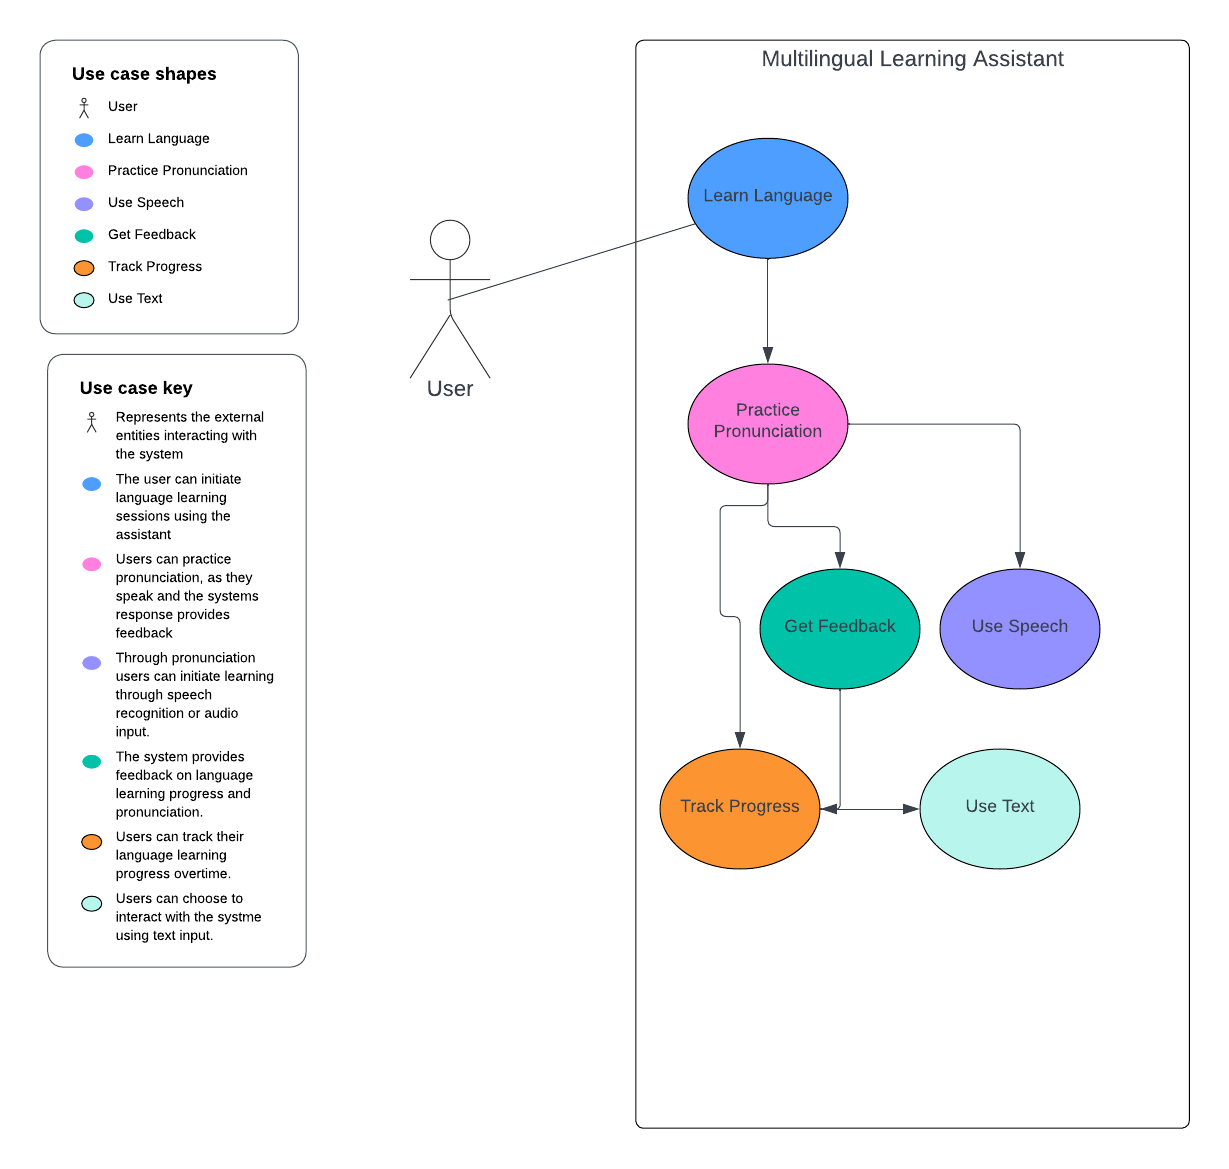 Use case shapes
User
Learn Language
Practice Pronunciation
Use Speech
Get Feedback
Track Progress
Use Text
Use case key
Represents the external
entities interacting with
the system
The user can initiate
language learning
sessions using the
assistant
Users can practice
pronunciation, as they
speak and the systems
response provides
feedback
Through pronunciation
users can initiate learning
through speech
recognition or audio
input.
The system provides
feedback on language
learning progress and
pronunciation.
Users can track their
language learning
progress overtime.
Users can choose to
interact with the systme
using text input.
User
Multilingual Learning Assistant
Learn Language
Practice
Pronunciation
Get Feedback
Use Speech
Track Progress
Use Text